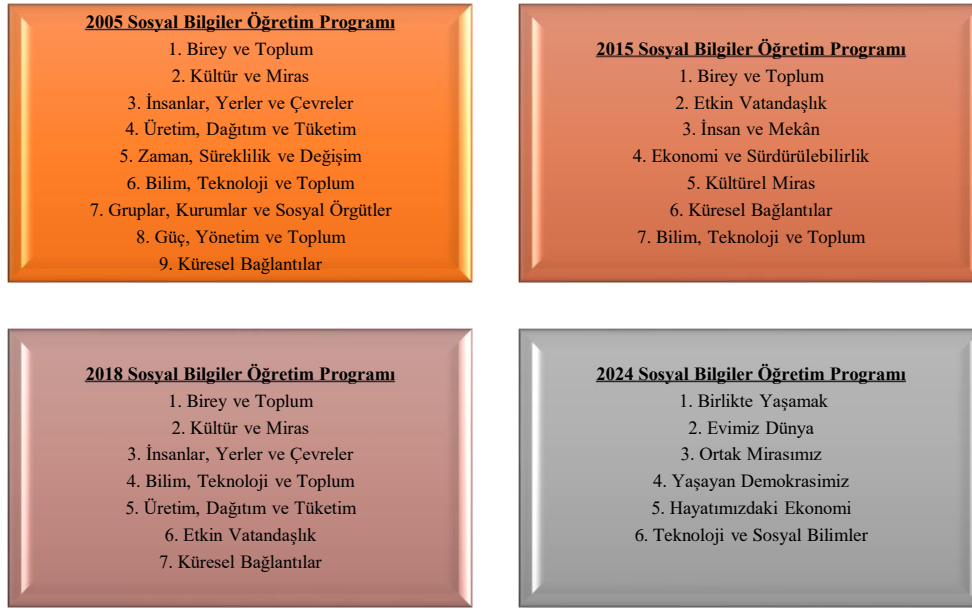 2005 Sosyal Bilgiler Öğretim Programı
1. Birey ve Toplum
2. Kültür ve Miras
3. İnsanlar, Yerler ve Çevreler
4. Üretim, Dağıtım ve Tüketim
5. Zaman, Süreklilik ve Değişim
6. Bilim, Teknoloji ve Toplum
7. Gruplar, Kurumlar ve Sosyal Örgütler
8. Güç, Yönetim ve Toplum
9. Küresel Bağlantılar
2015 Sosyal Bilgiler Öğretim Programı
1. Birey ve Toplum
2. Etkin Vatandaşlık
3. İnsan ve Mekân
4. Ekonomi ve Sürdürülebilirlik
5. Kültürel Miras
6. Küresel Bağlantılar
7. Bilim, Teknoloji ve Toplum
2018 Sosyal Bilgiler Öğretim Programı
1. Birey ve Toplum
2. Kültür ve Miras
3. İnsanlar, Yerler ve Çevreler
4. Bilim, Teknoloji ve Toplum
5. Üretim, Dağıtım ve Tüketim
6. Etkin Vatandaşlık
7. Küresel Bağlantılar
2024 Sosyal Bilgiler Öğretim Programı
1. Birlikte Yaşamak
2. Evimiz Dünya
3. Ortak Mirasımız
4. Yaşayan Demokrasimiz
5. Hayatımızdaki Ekonomi
6. Teknoloji ve Sosyal Bilimler